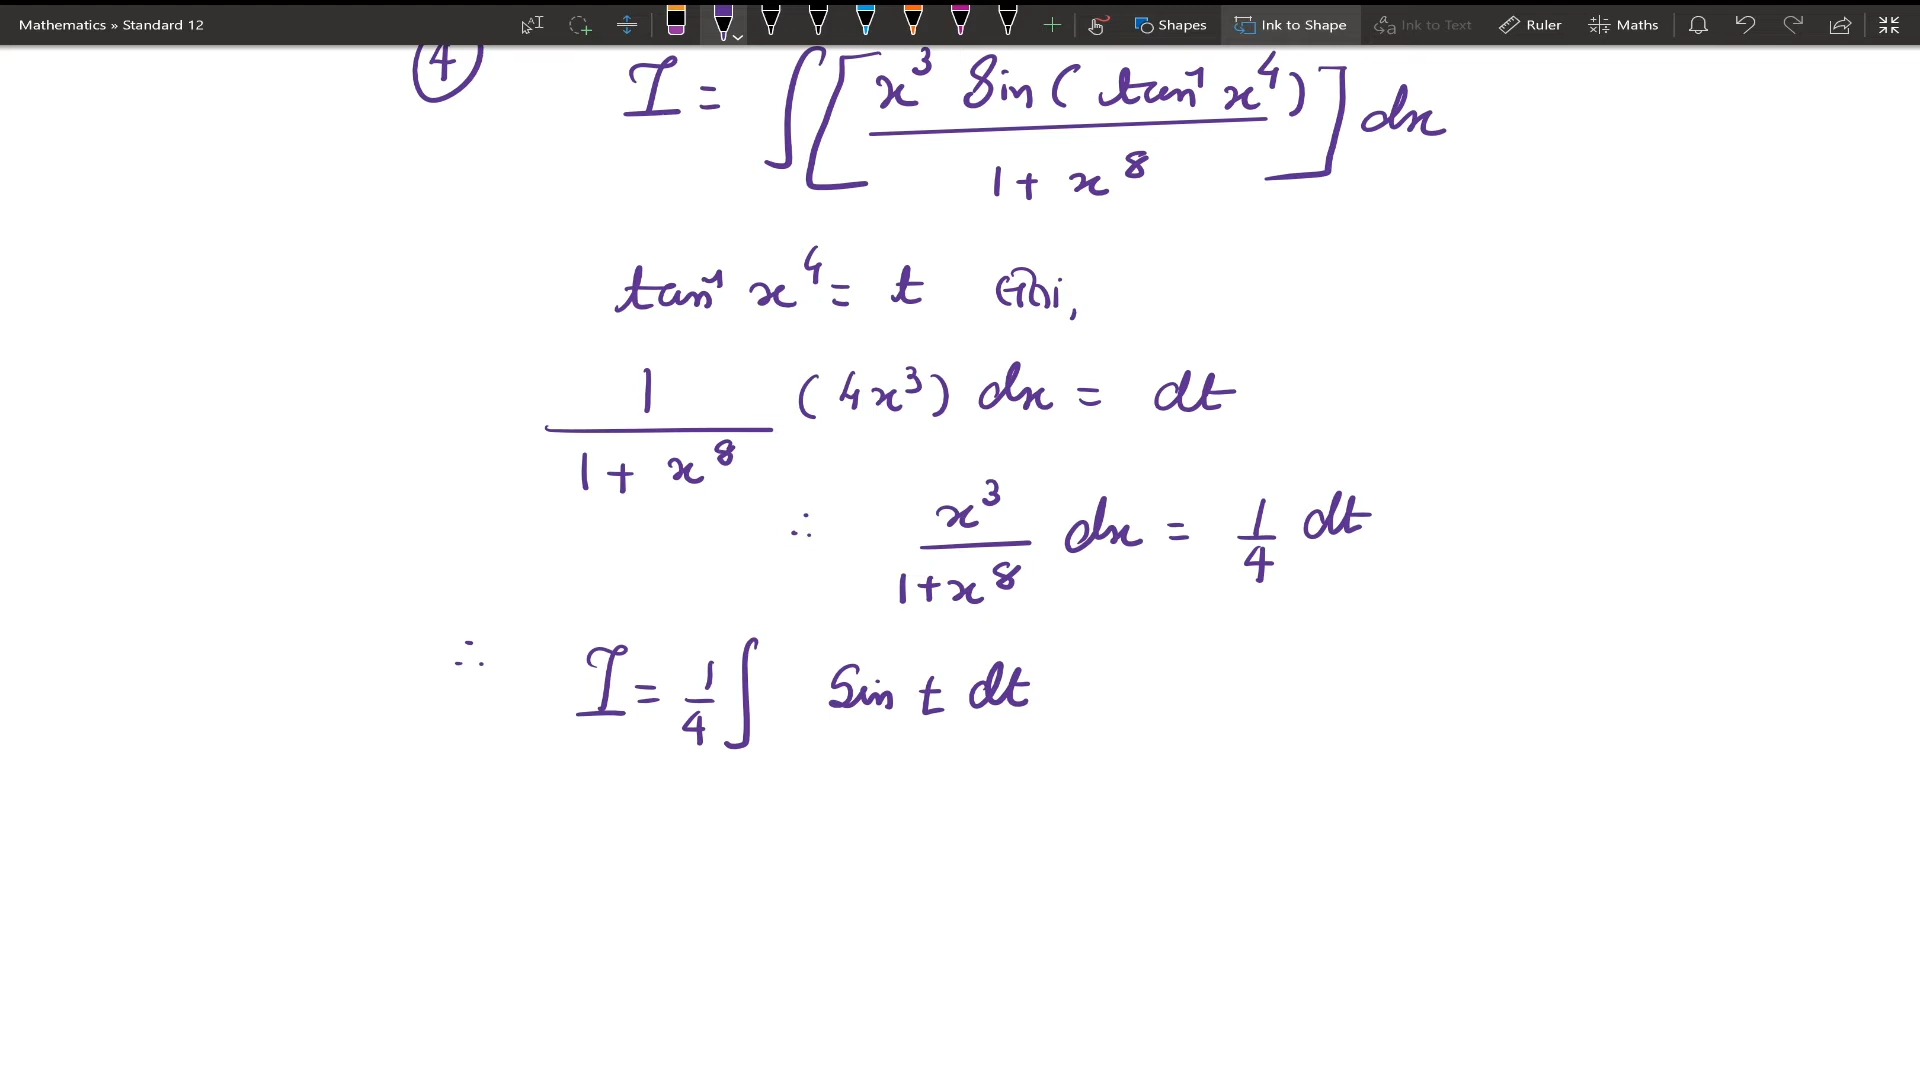 Mathematics » Standard 12
Shapes Ink to Shape Ink to Text Ruler Maths
④ I = ∫ [ x³ Sin ( tan⁻¹ x⁴ ) / 1 + x⁸ ] dx
tan⁻¹ x⁴ = t
1 / 1 + x⁸ ( 4x³ ) dx = dt
∴ x³ / 1+x⁸ dx = 1/4 dt
∴ I = 1/4 ∫ Sin t dt